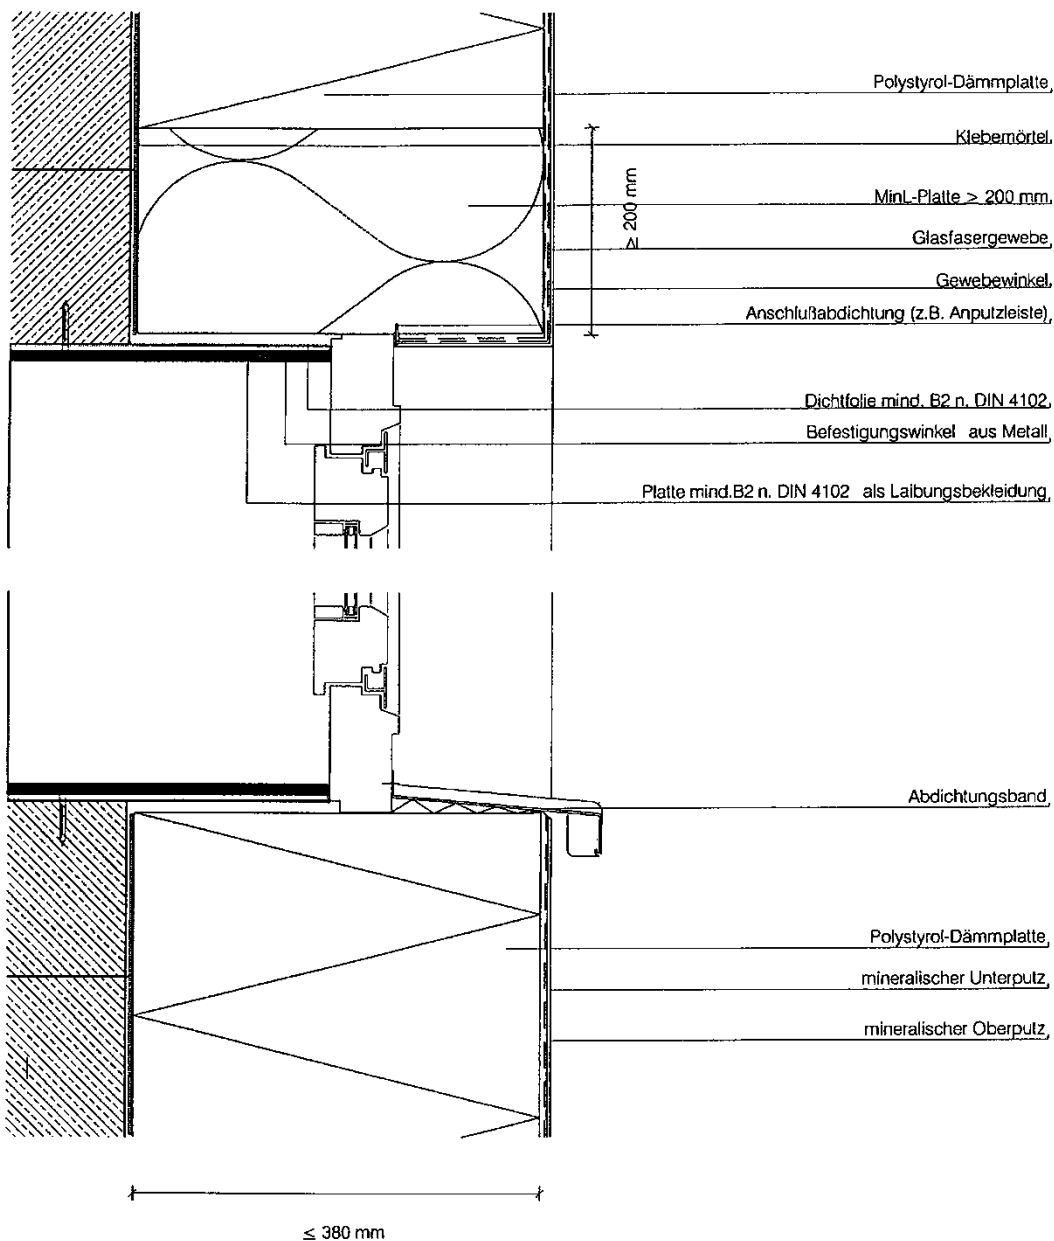 Polystyrol-Dämmplatte,
Klebemörtel,
MinL-Platte > 200 mm,
≥ 200 mm
Glasfasergewebe,
Gewebewinkel,
Anschlußabdichtung (z.B. Anputzleiste),
Dichtfolie mind. B2 n. DIN 4102,
Befestigungswinkel aus Metall,
Platte mind.B2 n. DIN 4102 als Laibungsbekleidung,
Abdichtungsband,
Polystyrol-Dämmplatte,
mineralischer Unterputz,
mineralischer Oberputz,
≤ 380 mm